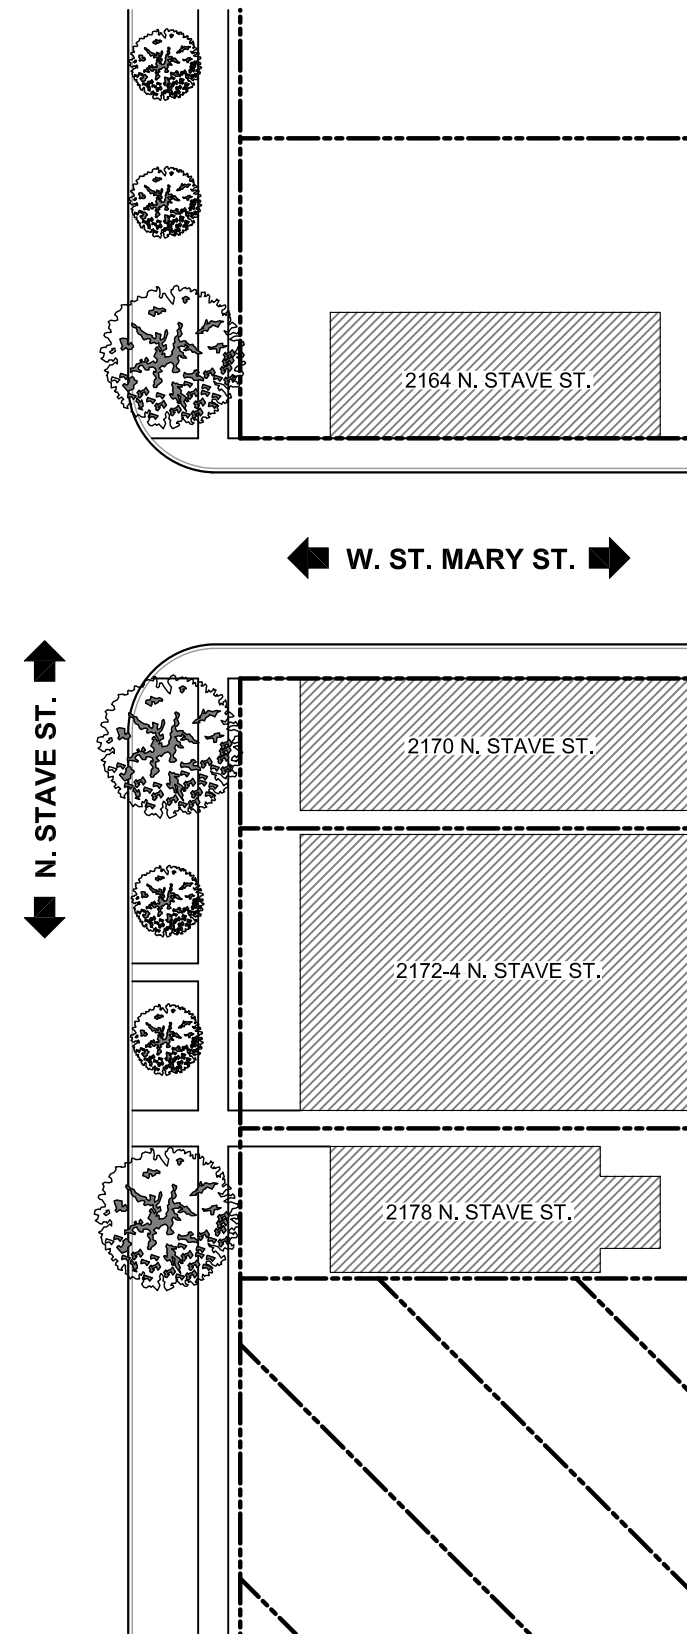 2164 N. STAVE ST.
W. ST. MARY ST.
N. STAVE ST.
2170 N. STAVE ST.
2172-4 N. STAVE ST.
2178 N. STAVE ST.